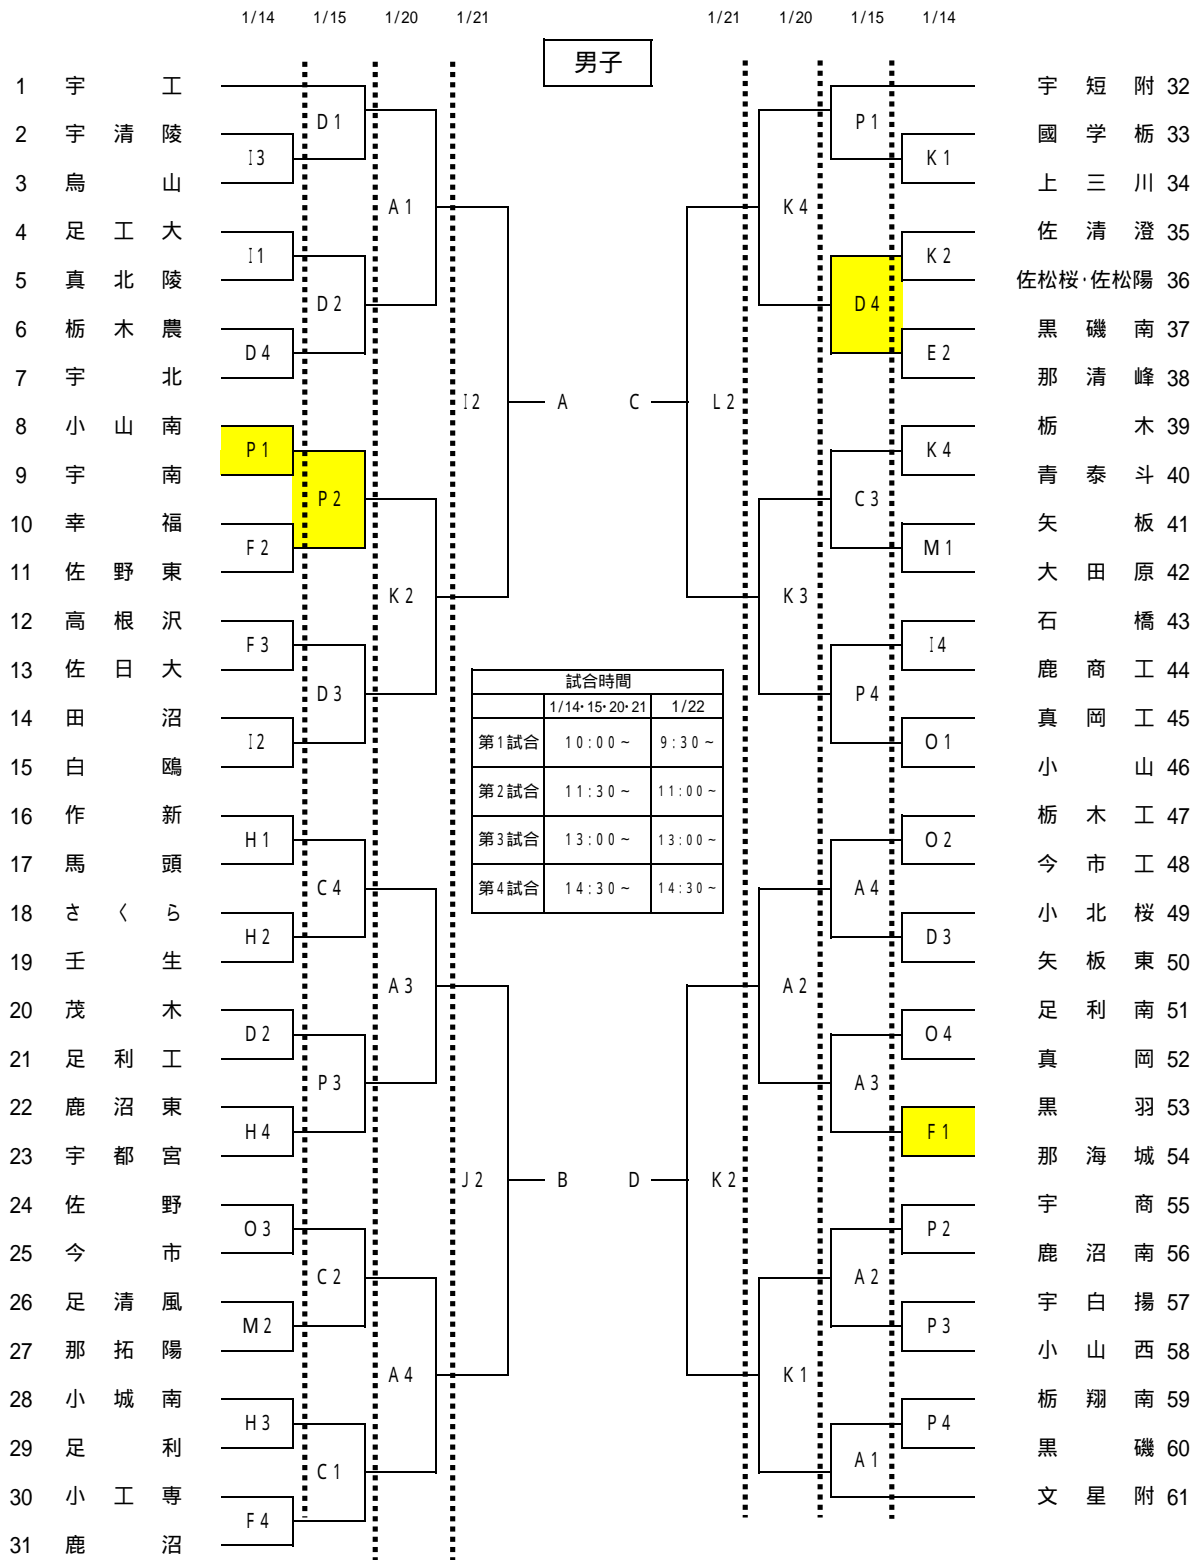 1/14 1/15 1/20 1/21 1/21 1/20 1/15 1/14
男子
1 宇工 宇短附 32
D1 P1
2 宇清陵 國学栃 33
I3 K1
3 烏山 上三川 34
A1 K4
4 足工大 佐清澄 35
I1 K2
5 真北陵 佐松桜・佐松陽 36
D2 D4
6 栃木農 黒磯南 37
D4 E2
7 宇北 那清峰 38
I2 A C L2
8 小山南 栃木 39
P1 K4
9 宇南 青泰斗 40
P2 C3
10 幸福 矢板 41
F2 M1
11 佐野東 大田原 42
K2 K3
12 高根沢 石橋 43
F3 I4
13 佐日大 鹿商工 44
D3 P4
14 田沼 真岡工 45
I2 O1
15 白鴎 小山 46
試合時間
1/14・15・20・21 1/22
第1試合 10:00~ 9:30~
第2試合 11:30~ 11:00~
第3試合 13:00~ 13:00~
第4試合 14:30~ 14:30~
16 作新 栃木工 47
H1 O2
17 馬頭 今市工 48
C4 A4
18 さくら 小北桜 49
H2 D3
19 壬生 矢板東 50
A3 A2
20 茂木 足利南 51
D2 O4
21 足利工 真岡 52
P3 A3
22 鹿沼東 黒羽 53
H4 F1
23 宇都宮 那海城 54
J2 B D K2
24 佐野 宇商 55
O3 P2
25 今市 鹿沼南 56
C2 A2
26 足清風 宇白揚 57
M2 P3
27 那拓陽 小山西 58
A4 K1
28 小城南 栃翔南 59
H3 P4
29 足利 黒磯 60
C1 A1
30 小工専 文星附 61
F4
31 鹿沼